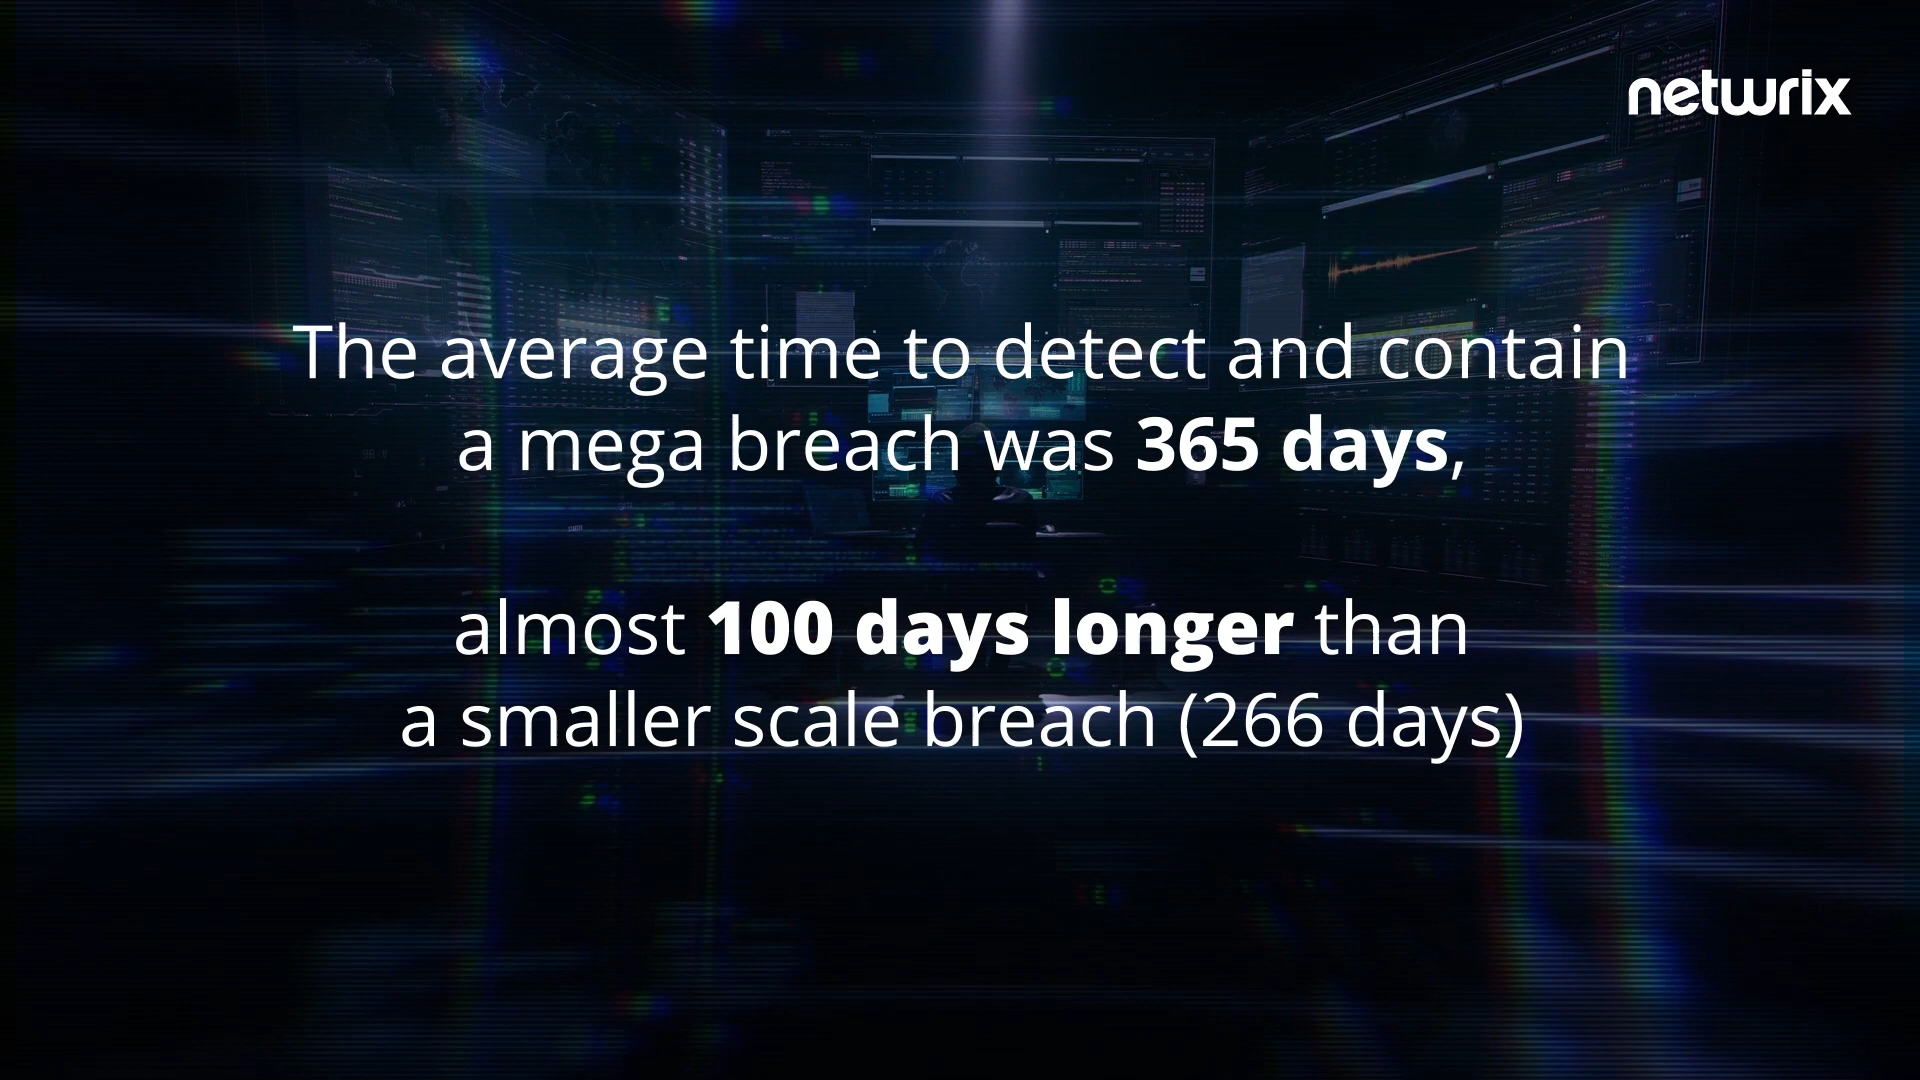 netwrix
The average time to detect and contain
a mega breach was 365 days,
almost 100 days longer than
a smaller scale breach (266 days)